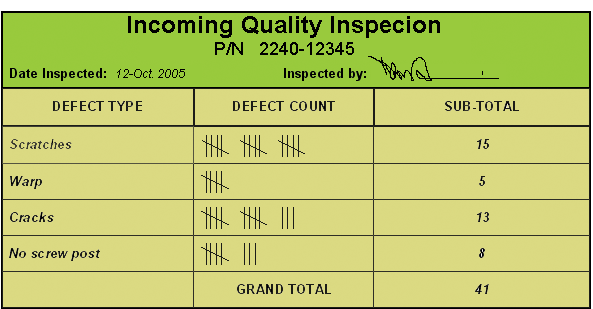 Incoming Quality Inspecion
P/N 2240-12345
Date Inspected: 12-Oct. 2005 Inspected by:
DEFECT TYPE DEFECT COUNT SUB-TOTAL
Scratches 15
Warp 5
Cracks 13
No screw post 8
GRAND TOTAL 41